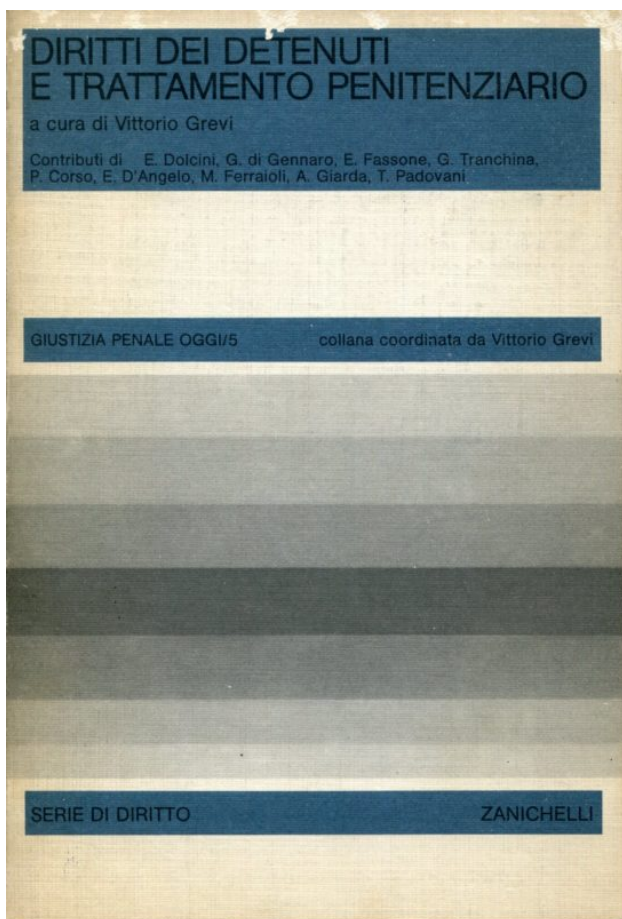 DIRITTI DEI DETENUTI
E TRATTAMENTO PENITENZIARIO
a cura di Vittorio Grevi
Contributi di E. Dolcini, G. di Gennaro, E. Fassone, G. Tranchina,
P. Corso, E. D'Angelo, M. Ferraioli, A. Giarda, T. Padovani
GIUSTIZIA PENALE OGGI/5 collana coordinata da Vittorio Grevi
SERIE DI DIRITTO ZANICHELLI